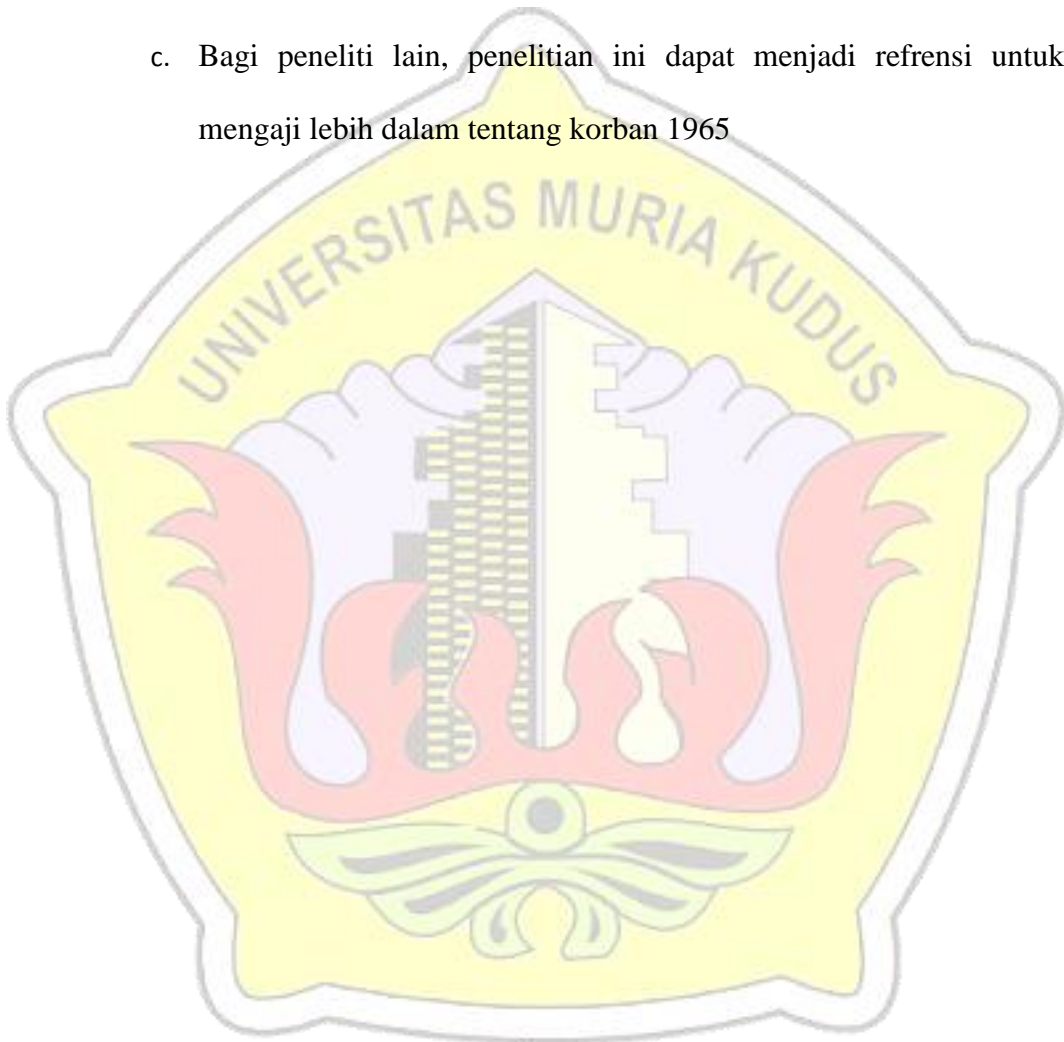 c. Bagi peneliti lain, penelitian ini dapat menjadi refrensi untuk
mengaji lebih dalam tentang korban 1965
UNIVERSITAS MURIA KUDUS